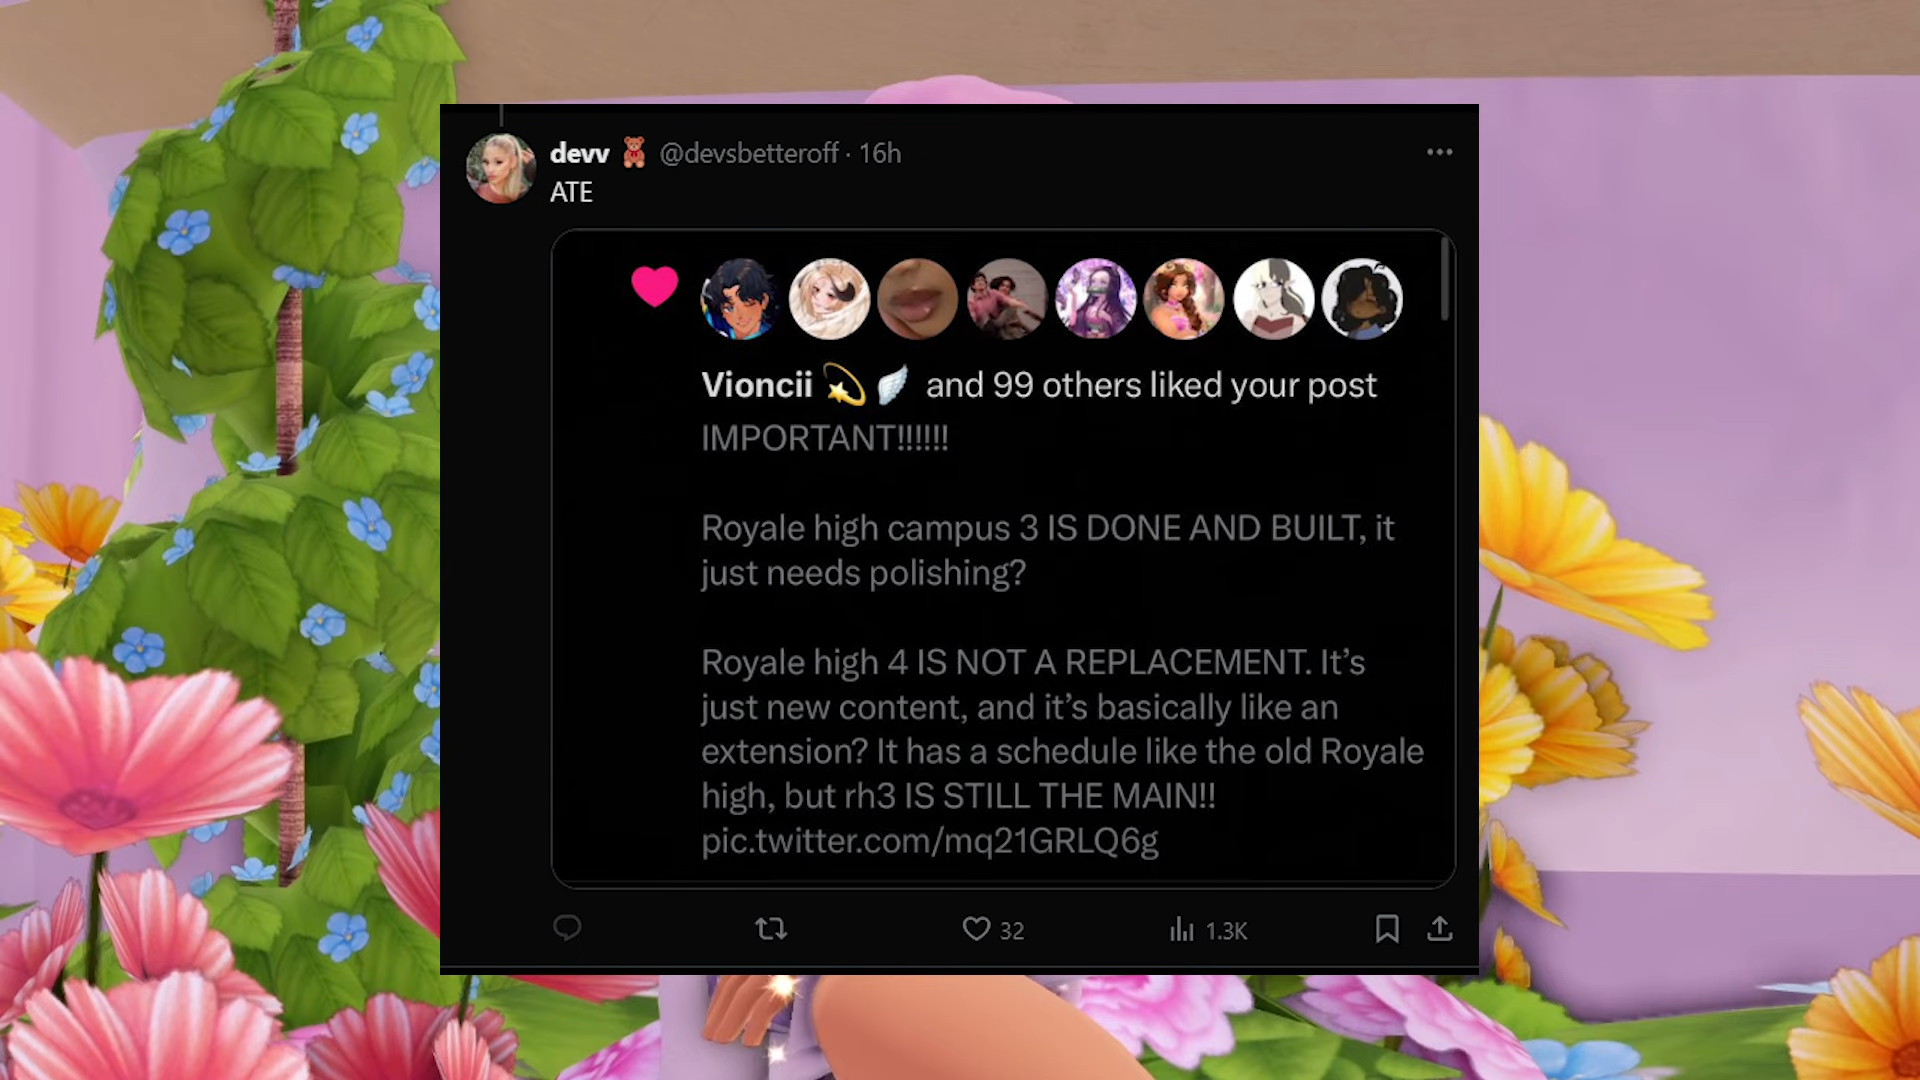 devv 🧸 @devsbetteroff · 16h
ATE
Vioncii 💫 🪽 and 99 others liked your post
IMPORTANT!!!!!!
Royale high campus 3 IS DONE AND BUILT, it
just needs polishing?
Royale high 4 IS NOT A REPLACEMENT. It’s
just new content, and it’s basically like an
extension? It has a schedule like the old Royale
high, but rh3 IS STILL THE MAIN!!
pic.twitter.com/mq21GRLQ6g
32 1.3K